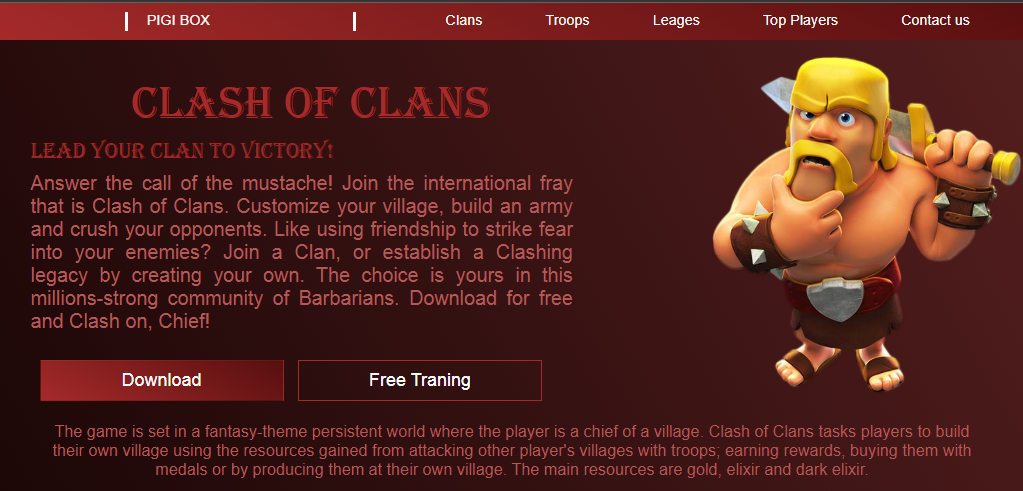 PIGI BOX
Clans
Troops
Leages
Top Players
Contact us
CLASH OF CLANS
LEAD YOUR CLAN TO VICTORY!
Answer the call of the mustache! Join the international fray
that is Clash of Clans. Customize your village, build an army
and crush your opponents. Like using friendship to strike fear
into your enemies? Join a Clan, or establish a Clashing
legacy by creating your own. The choice is yours in this
millions-strong community of Barbarians. Download for free
and Clash on, Chief!
Download
Free Traning
The game is set in a fantasy-theme persistent world where the player is a chief of a village. Clash of Clans tasks players to build
their own village using the resources gained from attacking other player's villages with troops; earning rewards, buying them with
medals or by producing them at their own village. The main resources are gold, elixir and dark elixir.